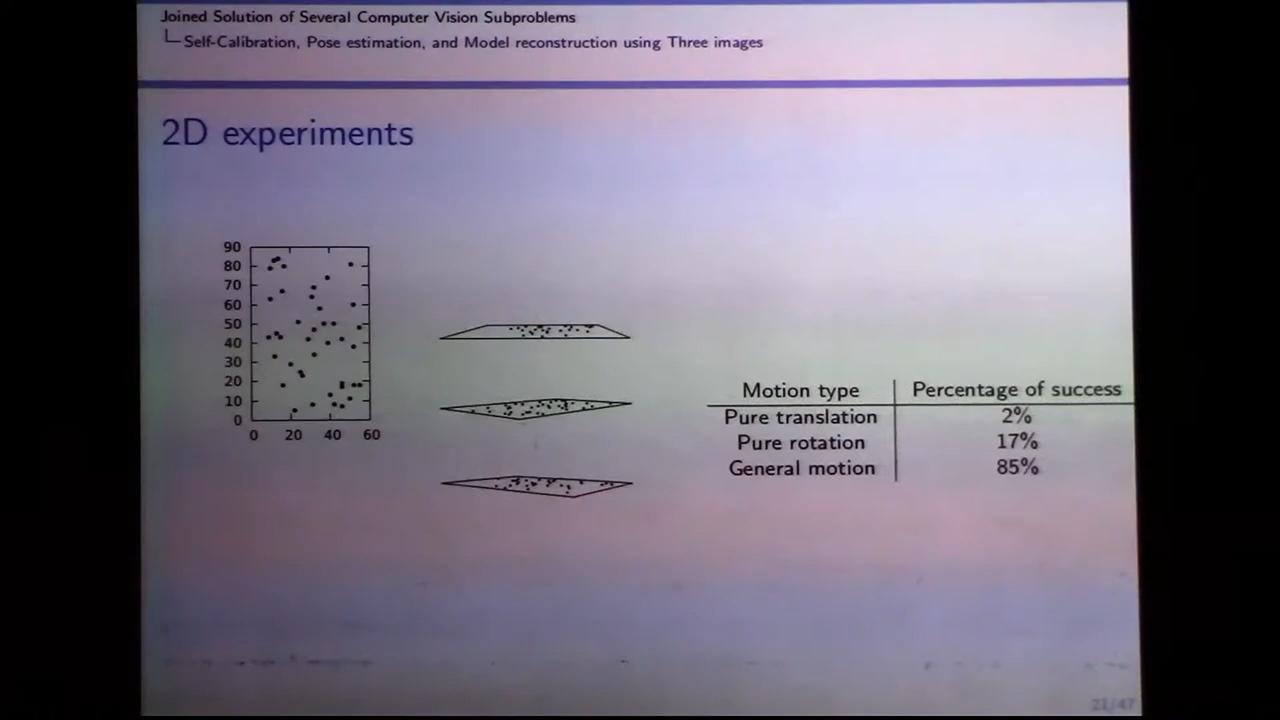 Joined Solution of Several Computer Vision Subproblems
Self-Calibration, Pose estimation, and Model reconstruction using Three images
2D experiments
90
80
70
60
50
40
30
20
10
0
0 20 40 60
Motion type Percentage of success
Pure translation 2%
Pure rotation 17%
General motion 85%
21/47